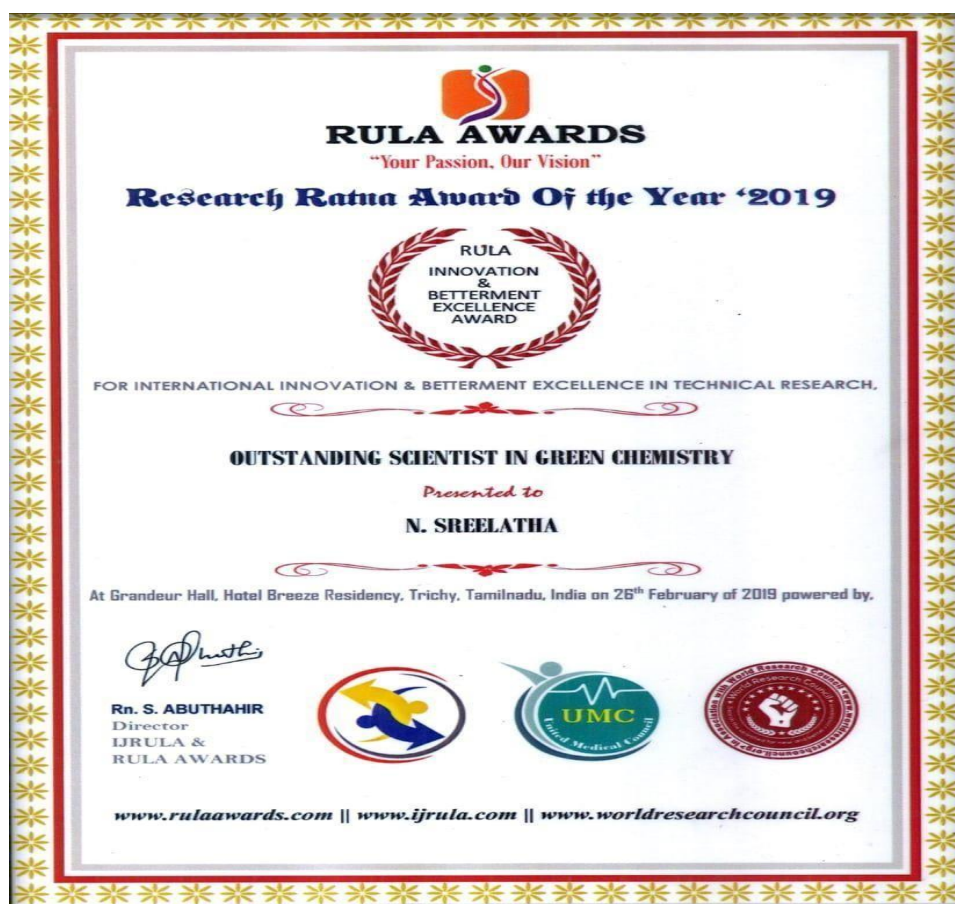 RULA AWARDS
“Your Passion, Our Vision”
Research Ratna Award Of the Year ‘2019
RULA
INNOVATION
&
BETTERMENT
EXCELLENCE
AWARD
FOR INTERNATIONAL INNOVATION & BETTERMENT EXCELLENCE IN TECHNICAL RESEARCH,
OUTSTANDING SCIENTIST IN GREEN CHEMISTRY
Presented to
N. SREELATHA
At Grandeur Hall, Hotel Breeze Residency, Trichy, Tamilnadu, India on 26th February of 2019 powered by,
Rn. S. ABUTHAHIR
Director
IJRULA &
RULA AWARDS
UMC
United Medical Council
World Research Council
www.rulaawards.com || www.ijrula.com || www.worldresearchcouncil.org